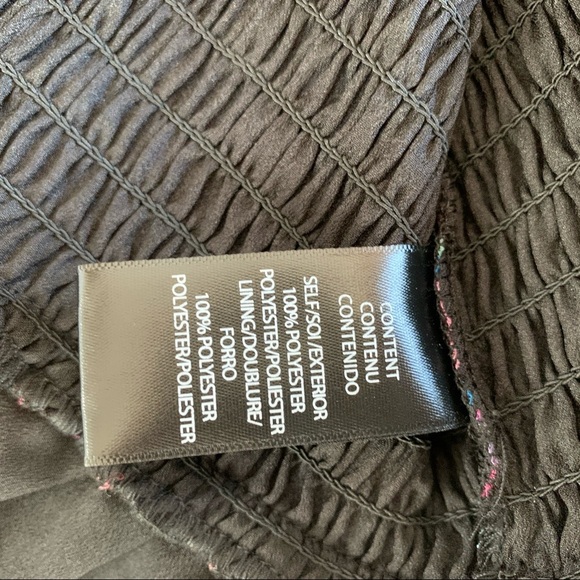 CONTENT
CONTENU
CONTENIDO
SELF/SOI/EXTERIOR
100% POLYESTER
POLYESTER/POLIESTER
LINING/DOUBLURE/
FORRO
100% POLYESTER
POLYESTER/POLIESTER